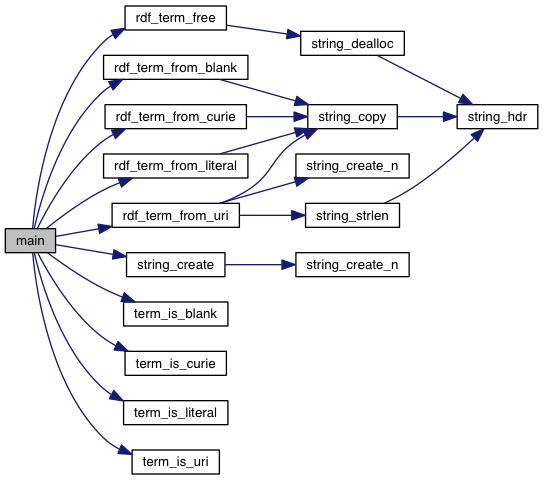 main
rdf_term_free
rdf_term_from_blank
rdf_term_from_curie
rdf_term_from_literal
rdf_term_from_uri
string_create
term_is_blank
term_is_curie
term_is_literal
term_is_uri
string_dealloc
string_copy
string_create_n
string_strlen
string_create_n
string_hdr